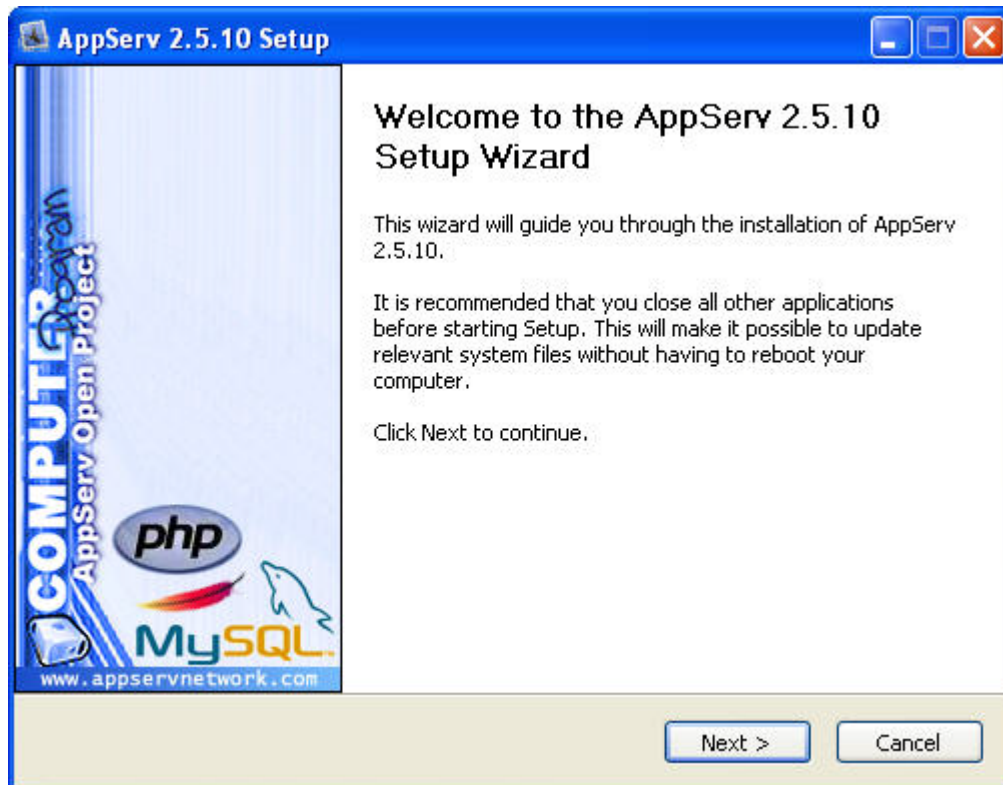 AppServ 2.5.10 Setup
COMPUTER
Program
AppServ Open Project
php
MySQL
www.appservnetwork.com
Welcome to the AppServ 2.5.10
Setup Wizard
This wizard will guide you through the installation of AppServ
2.5.10.
It is recommended that you close all other applications
before starting Setup. This will make it possible to update
relevant system files without having to reboot your
computer.
Click Next to continue.
Next >
Cancel